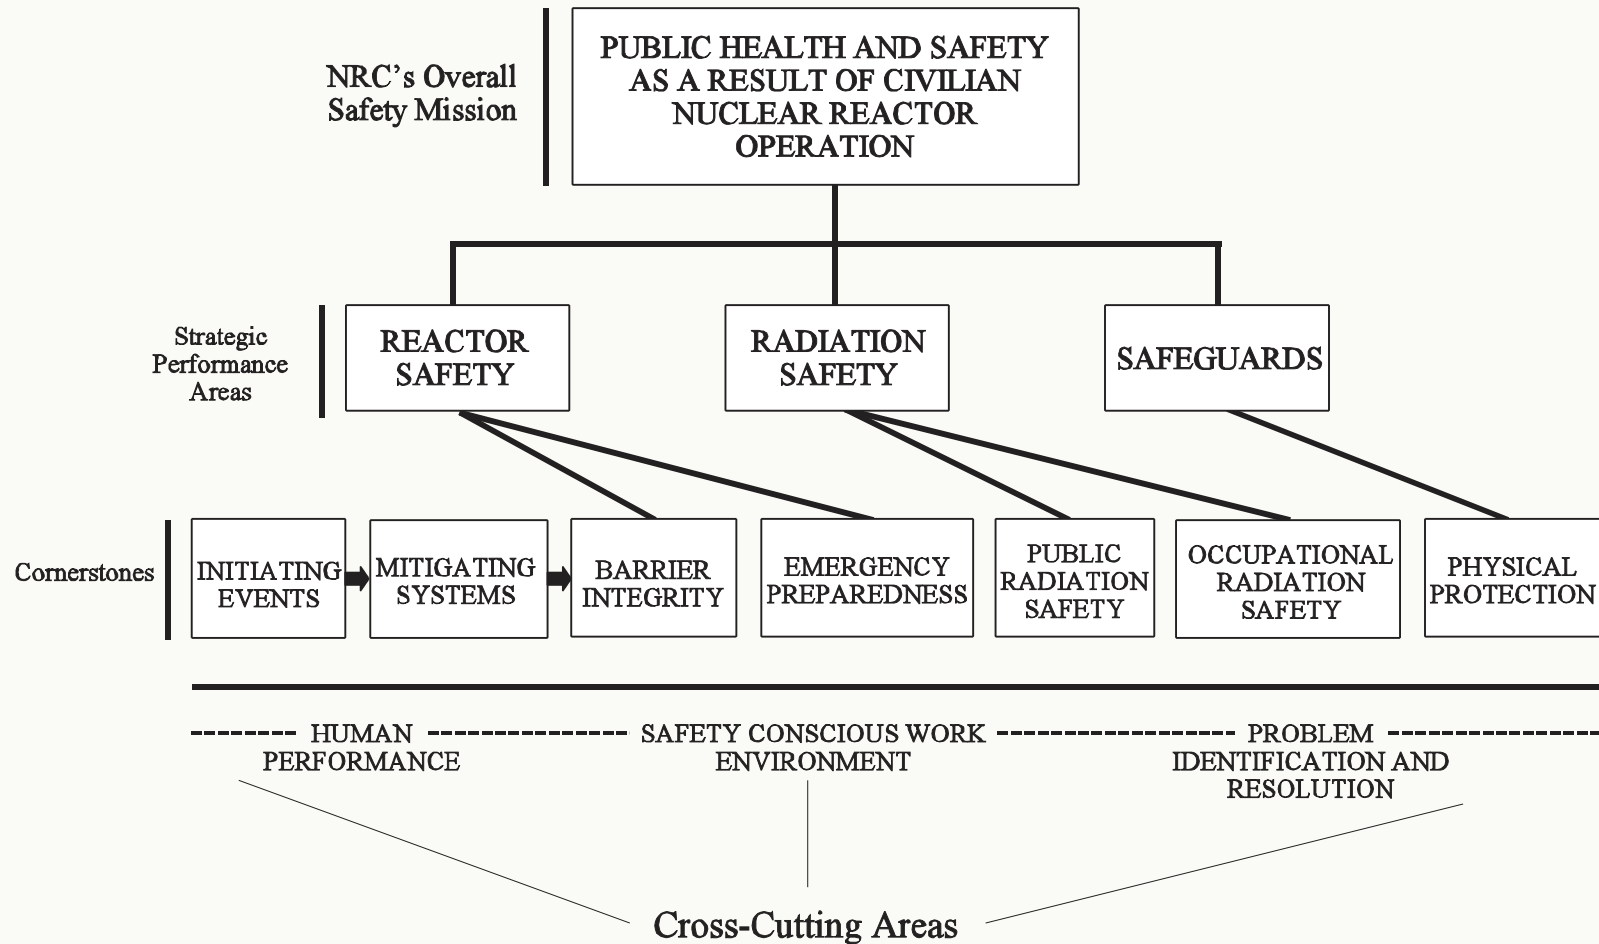 NRC’s Overall
Safety Mission
PUBLIC HEALTH AND SAFETY
AS A RESULT OF CIVILIAN
NUCLEAR REACTOR
OPERATION
Strategic
Performance
Areas
REACTOR
SAFETY
RADIATION
SAFETY
SAFEGUARDS
Cornerstones
INITIATING
EVENTS
MITIGATING
SYSTEMS
BARRIER
INTEGRITY
EMERGENCY
PREPAREDNESS
PUBLIC
RADIATION
SAFETY
OCCUPATIONAL
RADIATION
SAFETY
PHYSICAL
PROTECTION
HUMAN
PERFORMANCE
SAFETY CONSCIOUS WORK
ENVIRONMENT
PROBLEM
IDENTIFICATION AND
RESOLUTION
Cross-Cutting Areas